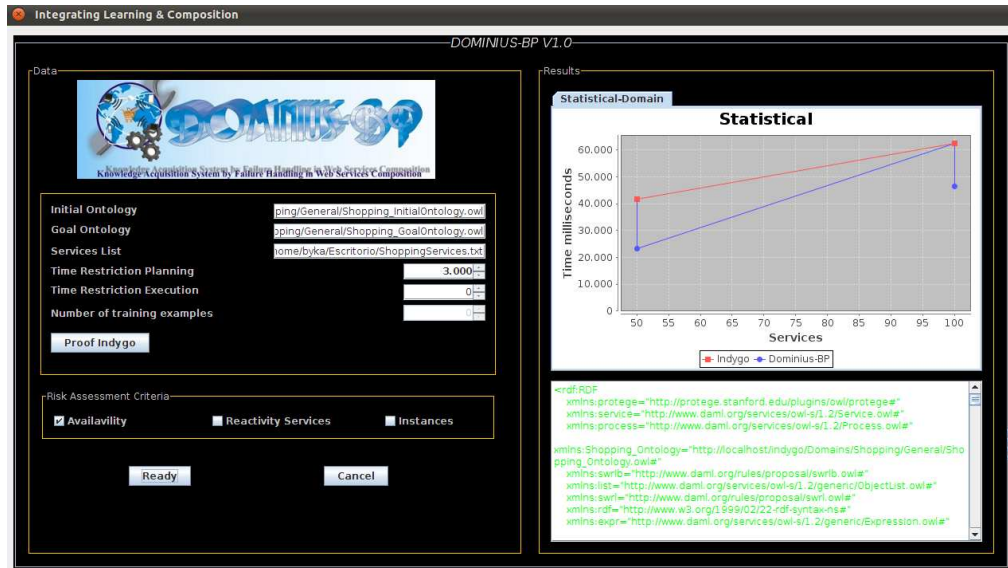 Integrating Learning & Composition
DOMINIUS-BP V1.0
Data
DOMINIUS-BP
Knowledge Acquisition System by Failure Handling in Web Services Composition
Initial Ontology
ping/General/Shopping_InitialOntology.owl
Goal Ontology
pping/General/Shopping_GoalOntology.owl
Services List
home/byka/Escritorio/ShoppingServices.txt
Time Restriction Planning
3.000
Time Restriction Execution
0
Number of training examples
0
Proof Indygo
Risk Assessment Criteria
Availavility
Reactivity Services
Instances
Ready
Cancel
Results
Statistical-Domain
Statistical
Time milliseconds
60.000
50.000
40.000
30.000
20.000
10.000
0
50 55 60 65 70 75 80 85 90 95 100
Services
Indygo Dominius-BP
<rdf:RDF
xmlns:protege="http://protege.stanford.edu/plugins/owl/protege#"
xmlns:service="http://www.daml.org/services/owl-s/1.2/Service.owl#"
xmlns:process="http://www.daml.org/services/owl-s/1.2/Process.owl#"
xmlns:Shopping_Ontology="http://localhost/indygo/Domains/Shopping/General/Sho
pping_Ontology.owl#"
xmlns:swrlb="http://www.daml.org/rules/proposal/swrlb.owl#"
xmlns:list="http://www.daml.org/services/owl-s/1.2/generic/ObjectList.owl#"
xmlns:swrl="http://www.daml.org/rules/proposal/swrl.owl#"
xmlns:rdf="http://www.w3.org/1999/02/22-rdf-syntax-ns#"
xmlns:expr="http://www.daml.org/services/owl-s/1.2/generic/Expression.owl#"